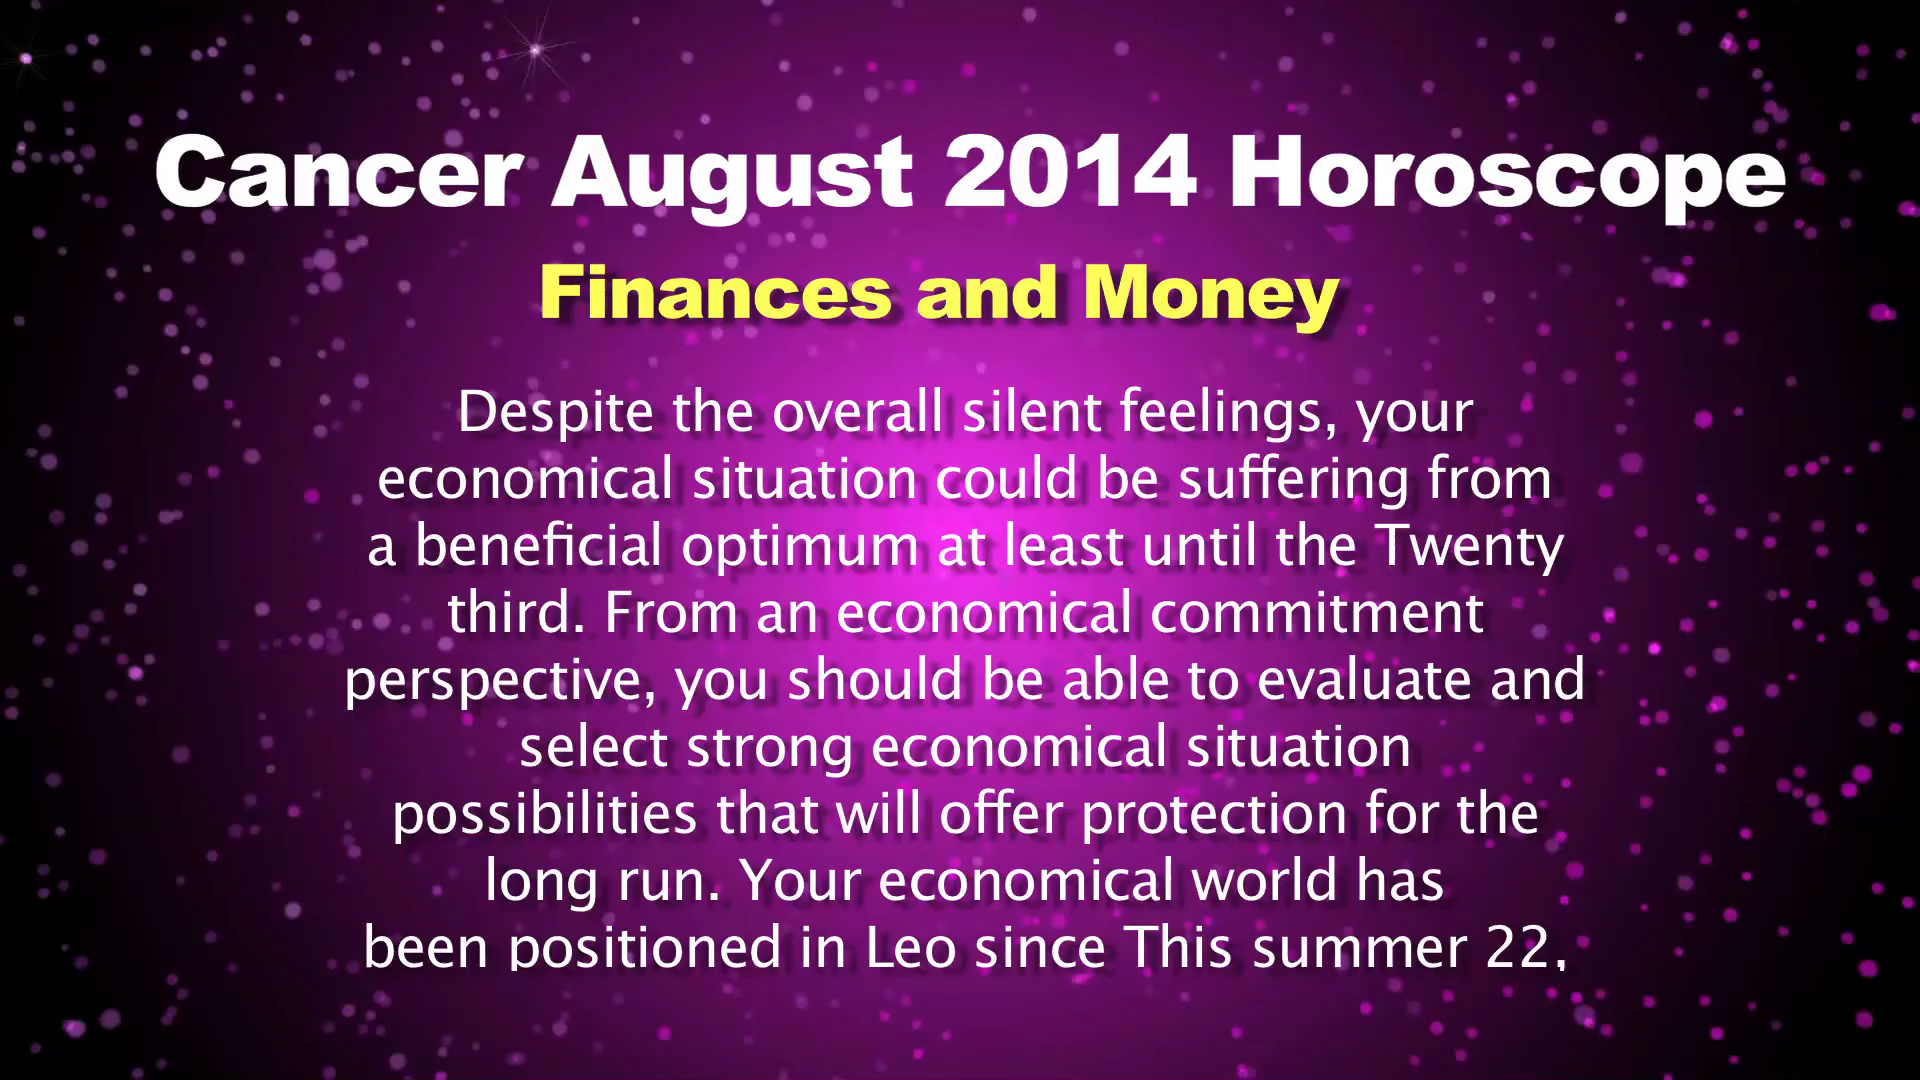 Cancer August 2014 Horoscope
Finances and Money
Despite the overall silent feelings, your
economical situation could be suffering from
a beneficial optimum at least until the Twenty
third. From an economical commitment
perspective, you should be able to evaluate and
select strong economical situation
possibilities that will offer protection for the
long run. Your economical world has
been positioned in Leo since This summer 22,